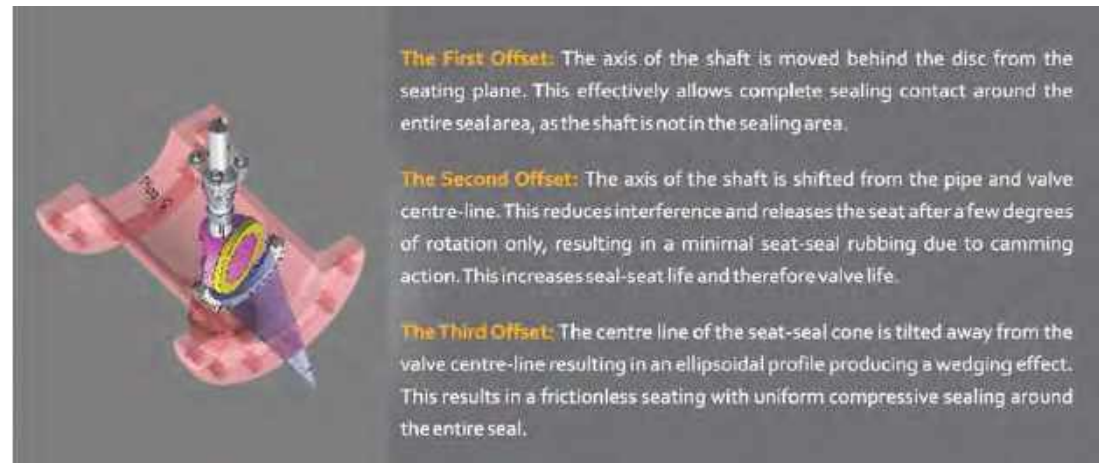 The First Offset: The axis of the shaft is moved behind the disc from the
seating plane. This effectively allows complete sealing contact around the
entire seal area, as the shaft is not in the sealing area.
The Second Offset: The axis of the shaft is shifted from the pipe and valve
centre-line. This reduces interference and releases the seat after a few degrees
of rotation only, resulting in a minimal seat-seal rubbing due to camming
action. This increases seal-seat life and therefore valve life.
The Third Offset: The centre line of the seat-seal cone is tilted away from the
valve centre-line resulting in an ellipsoidal profile producing a wedging effect.
This results in a frictionless seating with uniform compressive sealing around
the entire seal.